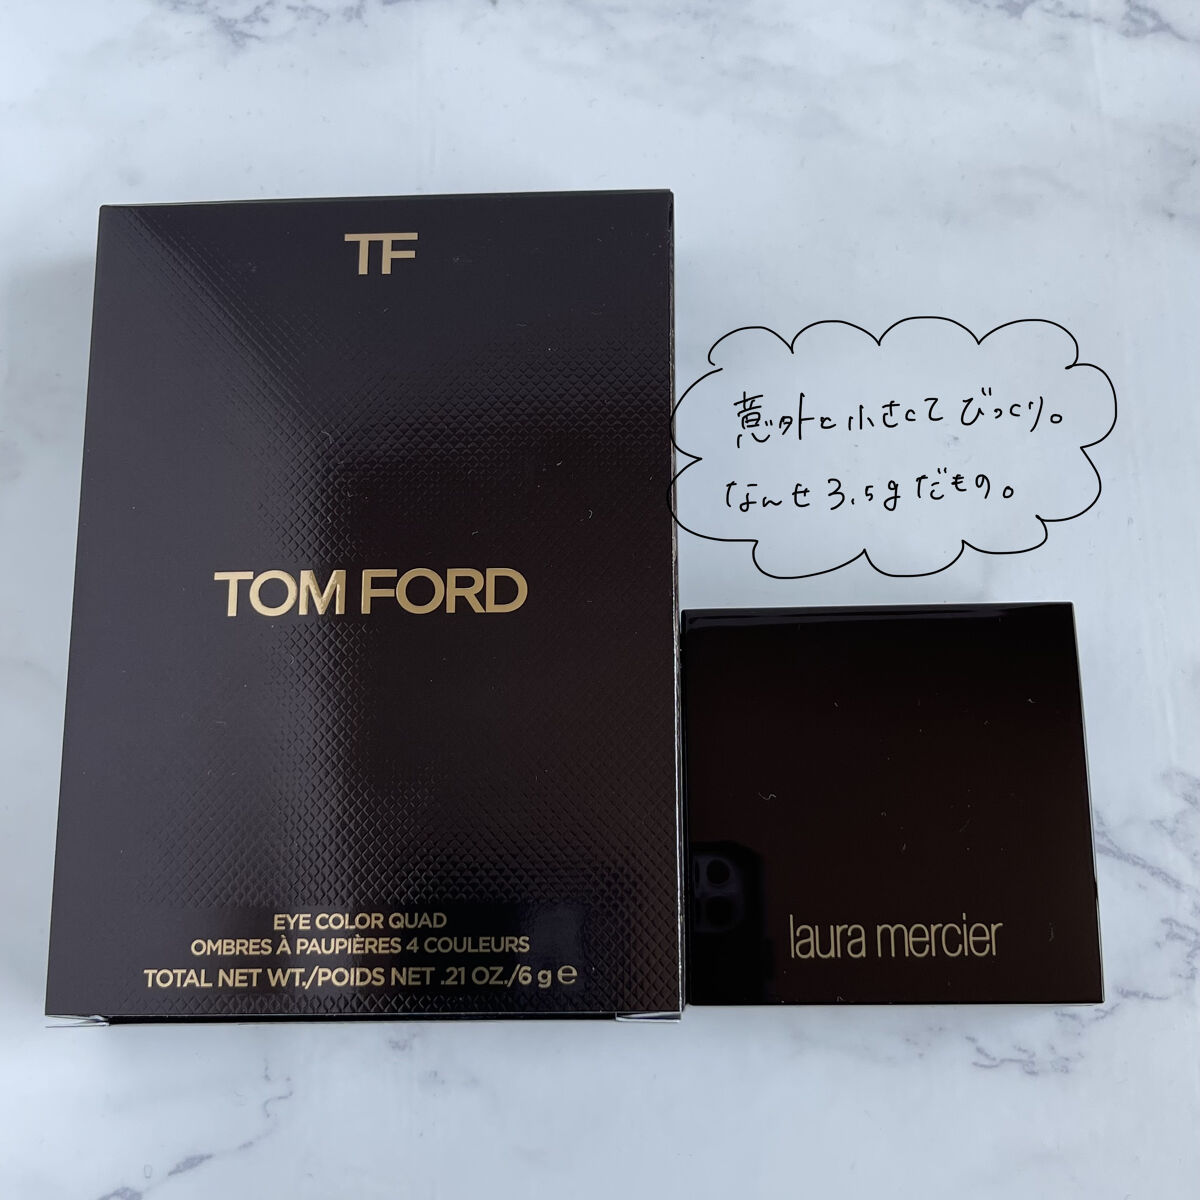 TF
意外と小さくてびっくり。
なんせ3.5gだもの。
TOM FORD
EYE COLOR QUAD
OMBRES À PAUPIÈRES 4 COULEURS
TOTAL NET WT./POIDS NET .21 OZ./6 g ℮
laura mercier